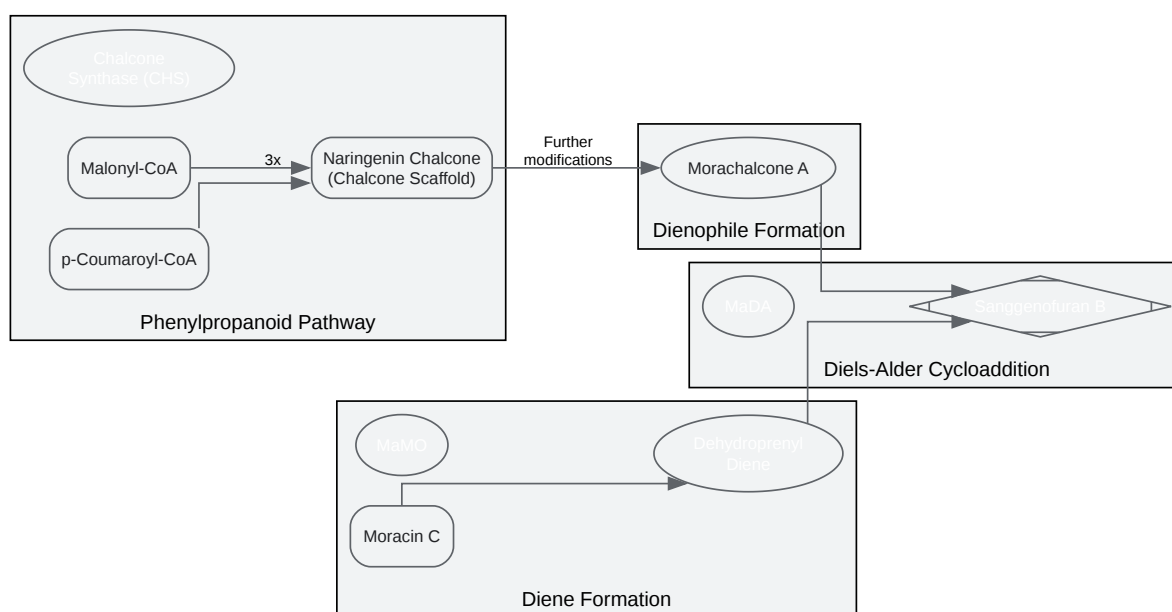 Chalcone
Synthase (CHS)
Malonyl-CoA
3x
Naringenin Chalcone
(Chalcone Scaffold)
Further
modifications
Morachalcone A
Dienophile Formation
p-Coumaroyl-CoA
Phenylpropanoid Pathway
MaDA
Sanggenofuran B
Diels-Alder Cycloaddition
MaMO
Dehydroprenyl
Diene
Moracin C
Diene Formation